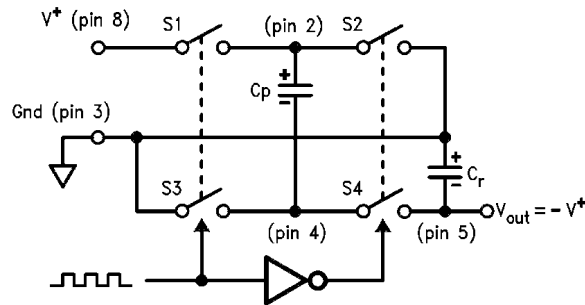 V+ (pin 8)
S1
(pin 2)
S2
+
Cp
−
Gnd (pin 3)
+
Cr
−
S3
S4
(pin 4)
(pin 5)
Vout = − V+